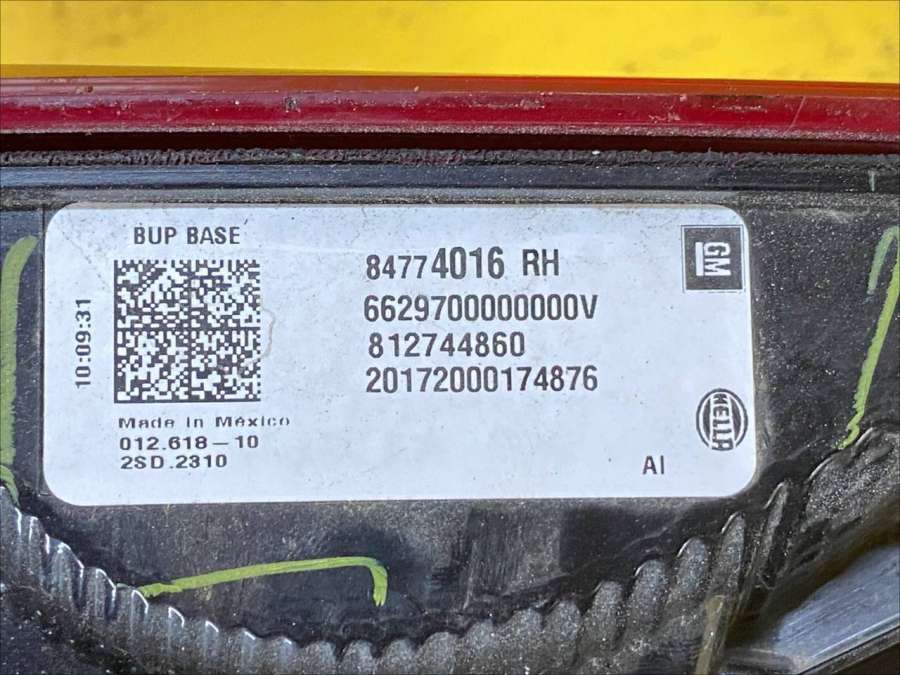 BUP BASE
10:09:31
84774016 RH
6629700000000V
812744860
20172000174876
GM
Made in México
012.618-10
2SD.2310
HELLA
AI